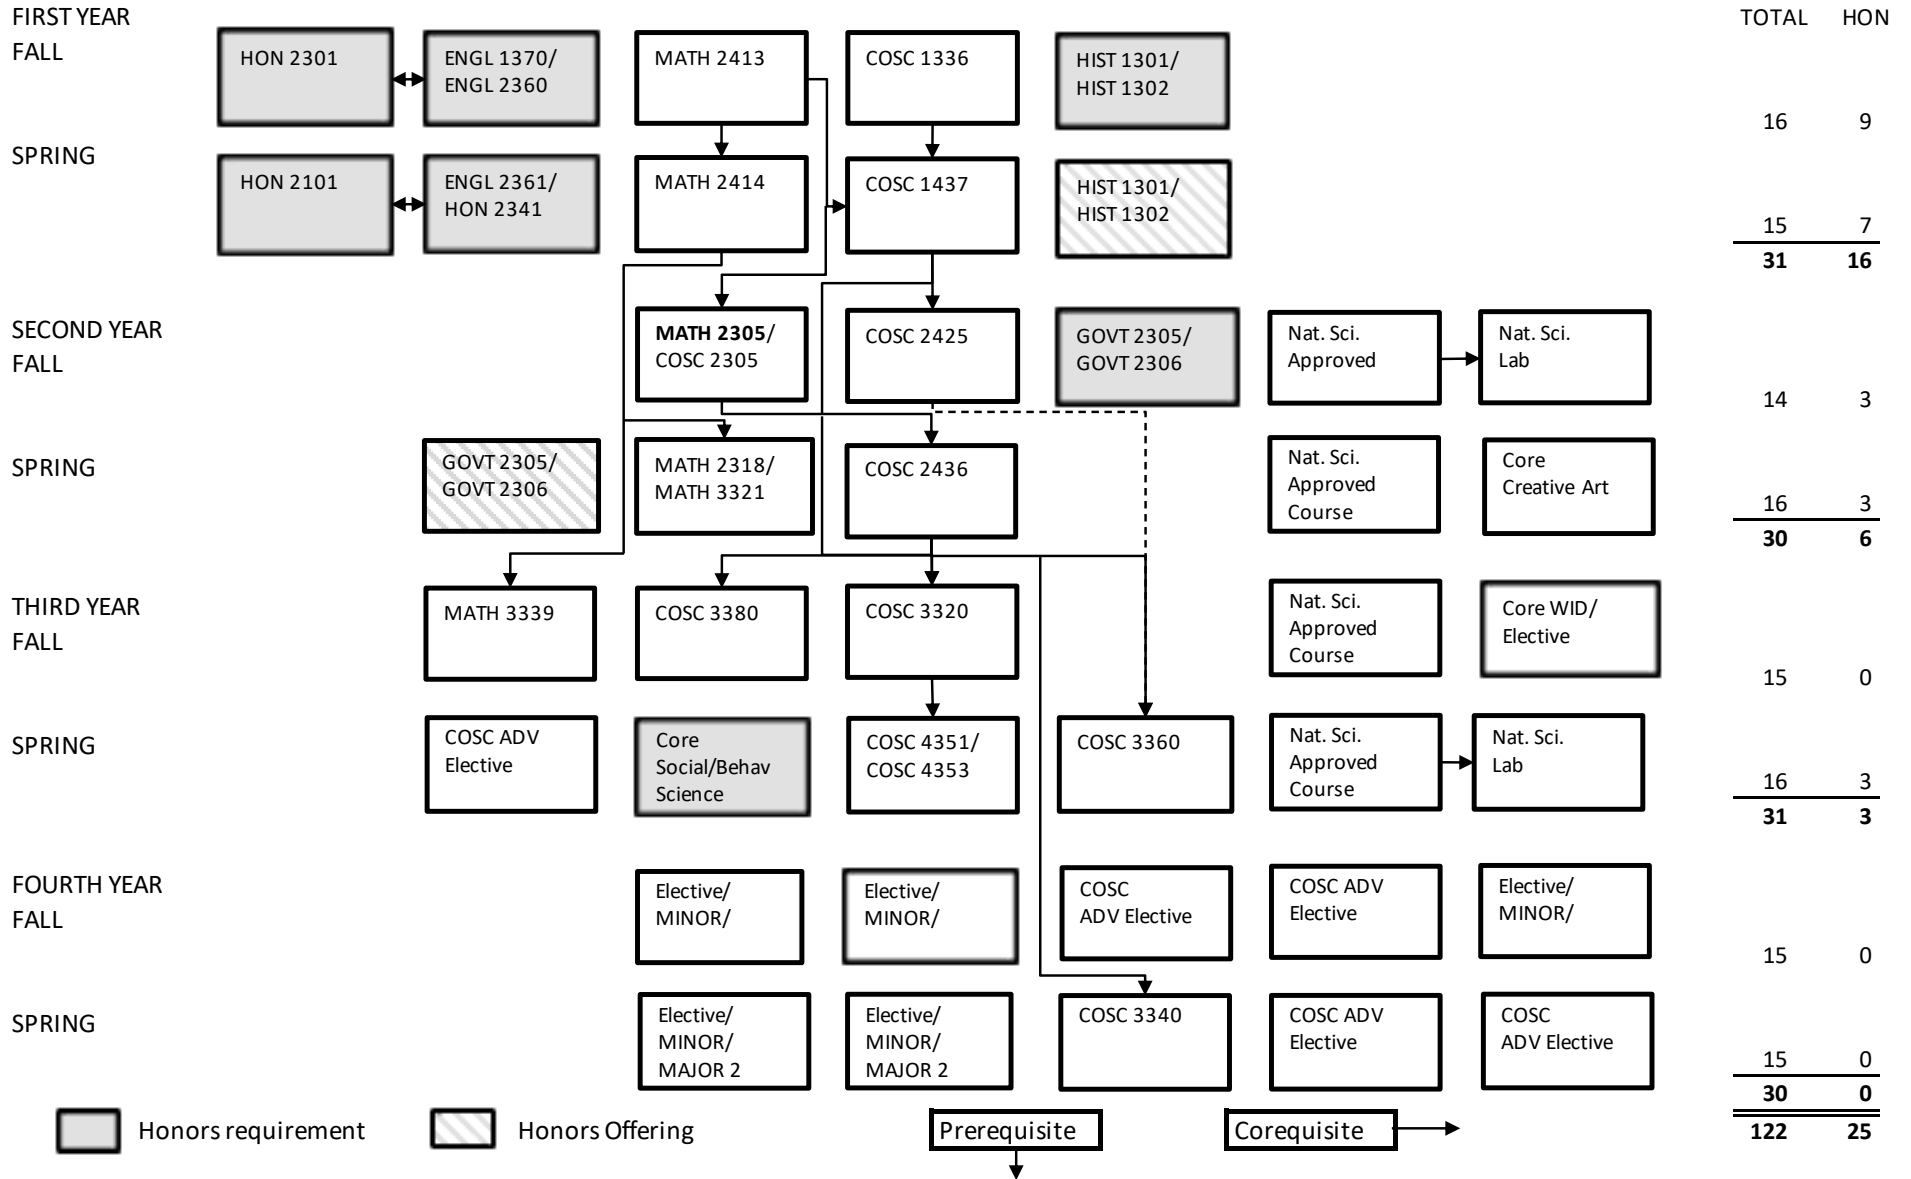 FIRST YEAR
FALL
TOTAL HON
HON 2301
ENGL 1370/
ENGL 2360
MATH 2413
COSC 1336
HIST 1301/
HIST 1302
16 9
SPRING
HON 2101
ENGL 2361/
HON 2341
MATH 2414
COSC 1437
HIST 1301/
HIST 1302
15 7
31 16
SECOND YEAR
FALL
MATH 2305/
COSC 2305
COSC 2425
GOVT 2305/
GOVT 2306
Nat. Sci.
Approved
Nat. Sci.
Lab
14 3
SPRING
GOVT 2305/
GOVT 2306
MATH 2318/
MATH 3321
COSC 2436
Nat. Sci.
Approved
Course
Core
Creative Art
16 3
30 6
THIRD YEAR
FALL
MATH 3339
COSC 3380
COSC 3320
Nat. Sci.
Approved
Course
Core WID/
Elective
15 0
SPRING
COSC ADV
Elective
Core
Social/Behav
Science
COSC 4351/
COSC 4353
COSC 3360
Nat. Sci.
Approved
Course
Nat. Sci.
Lab
16 3
31 3
FOURTH YEAR
FALL
Elective/
MINOR/
Elective/
MINOR/
COSC
ADV Elective
COSC ADV
Elective
Elective/
MINOR/
15 0
SPRING
Elective/
MINOR/
MAJOR 2
Elective/
MINOR/
MAJOR 2
COSC 3340
COSC ADV
Elective
COSC
ADV Elective
15 0
30 0
122 25
Honors requirement
Honors Offering
Prerequisite
Corequisite